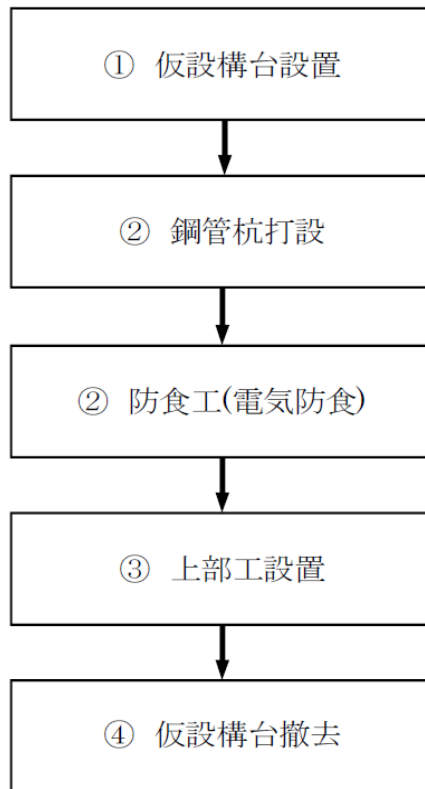 ① 仮設構台設置
② 鋼管杭打設
② 防食工(電気防食)
③ 上部工設置
④ 仮設構台撤去